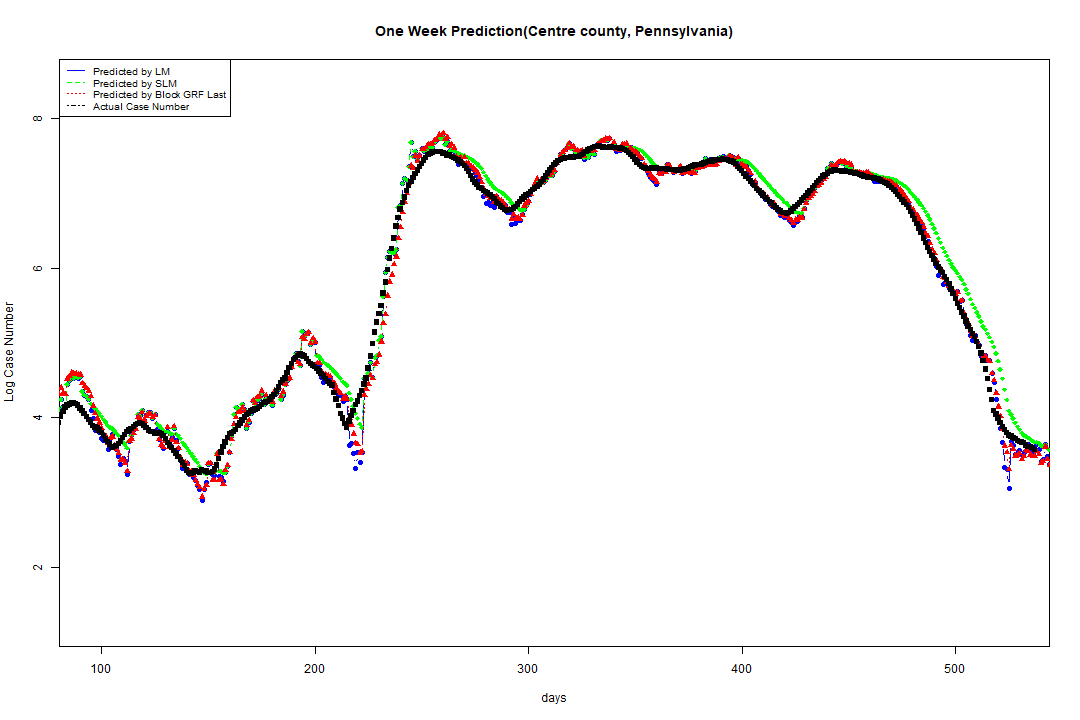 One Week Prediction(Centre county, Pennsylvania)
Predicted by LM
Predicted by SLM
Predicted by Block GRF Last
Actual Case Number
8
6
4
2
Log Case Number
100 200 300 400 500
days